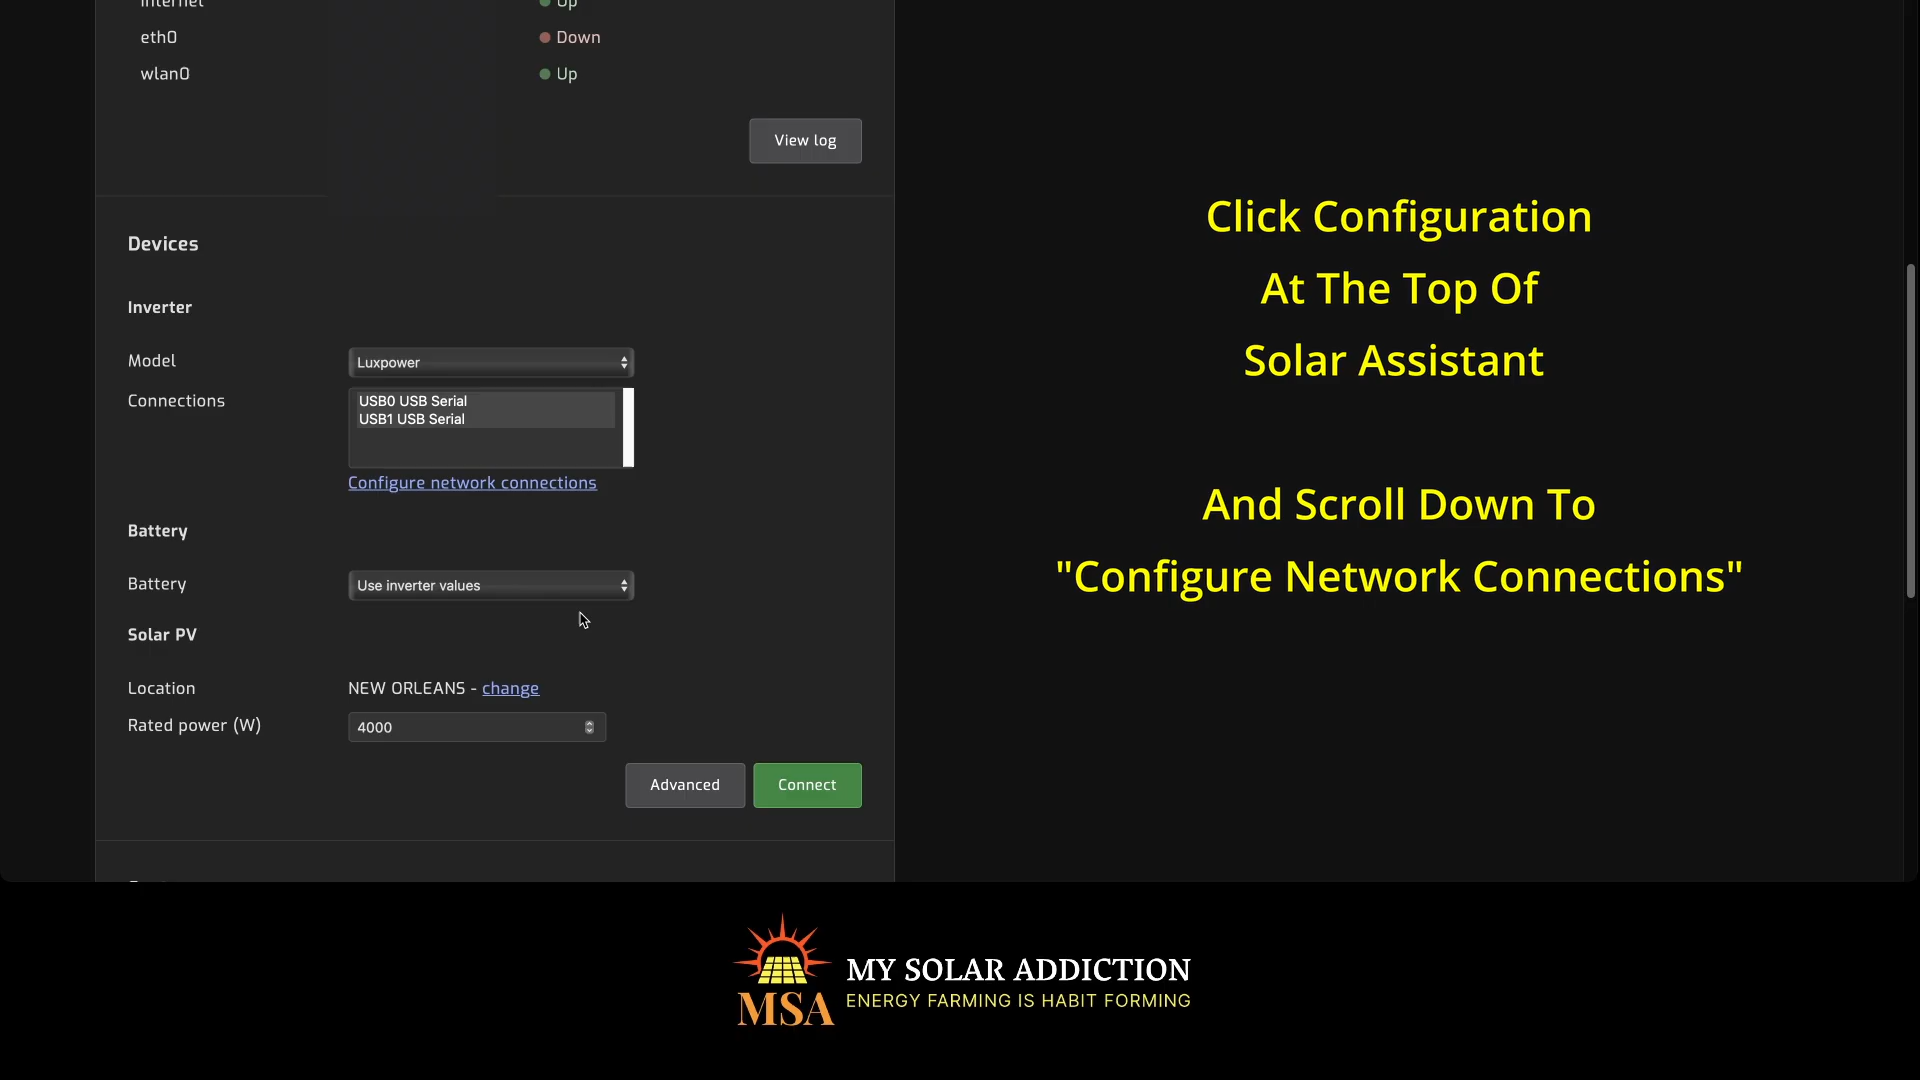 internet Up
eth0 Down
wlan0 Up
View log
Devices
Inverter
Model Luxpower
Connections USB0 USB Serial
USB1 USB Serial
Configure network connections
Battery
Battery Use inverter values
Solar PV
Location NEW ORLEANS - change
Rated power (W) 4000
Advanced Connect
Click Configuration
At The Top Of
Solar Assistant
And Scroll Down To
"Configure Network Connections"
MSA
MY SOLAR ADDICTION
ENERGY FARMING IS HABIT FORMING